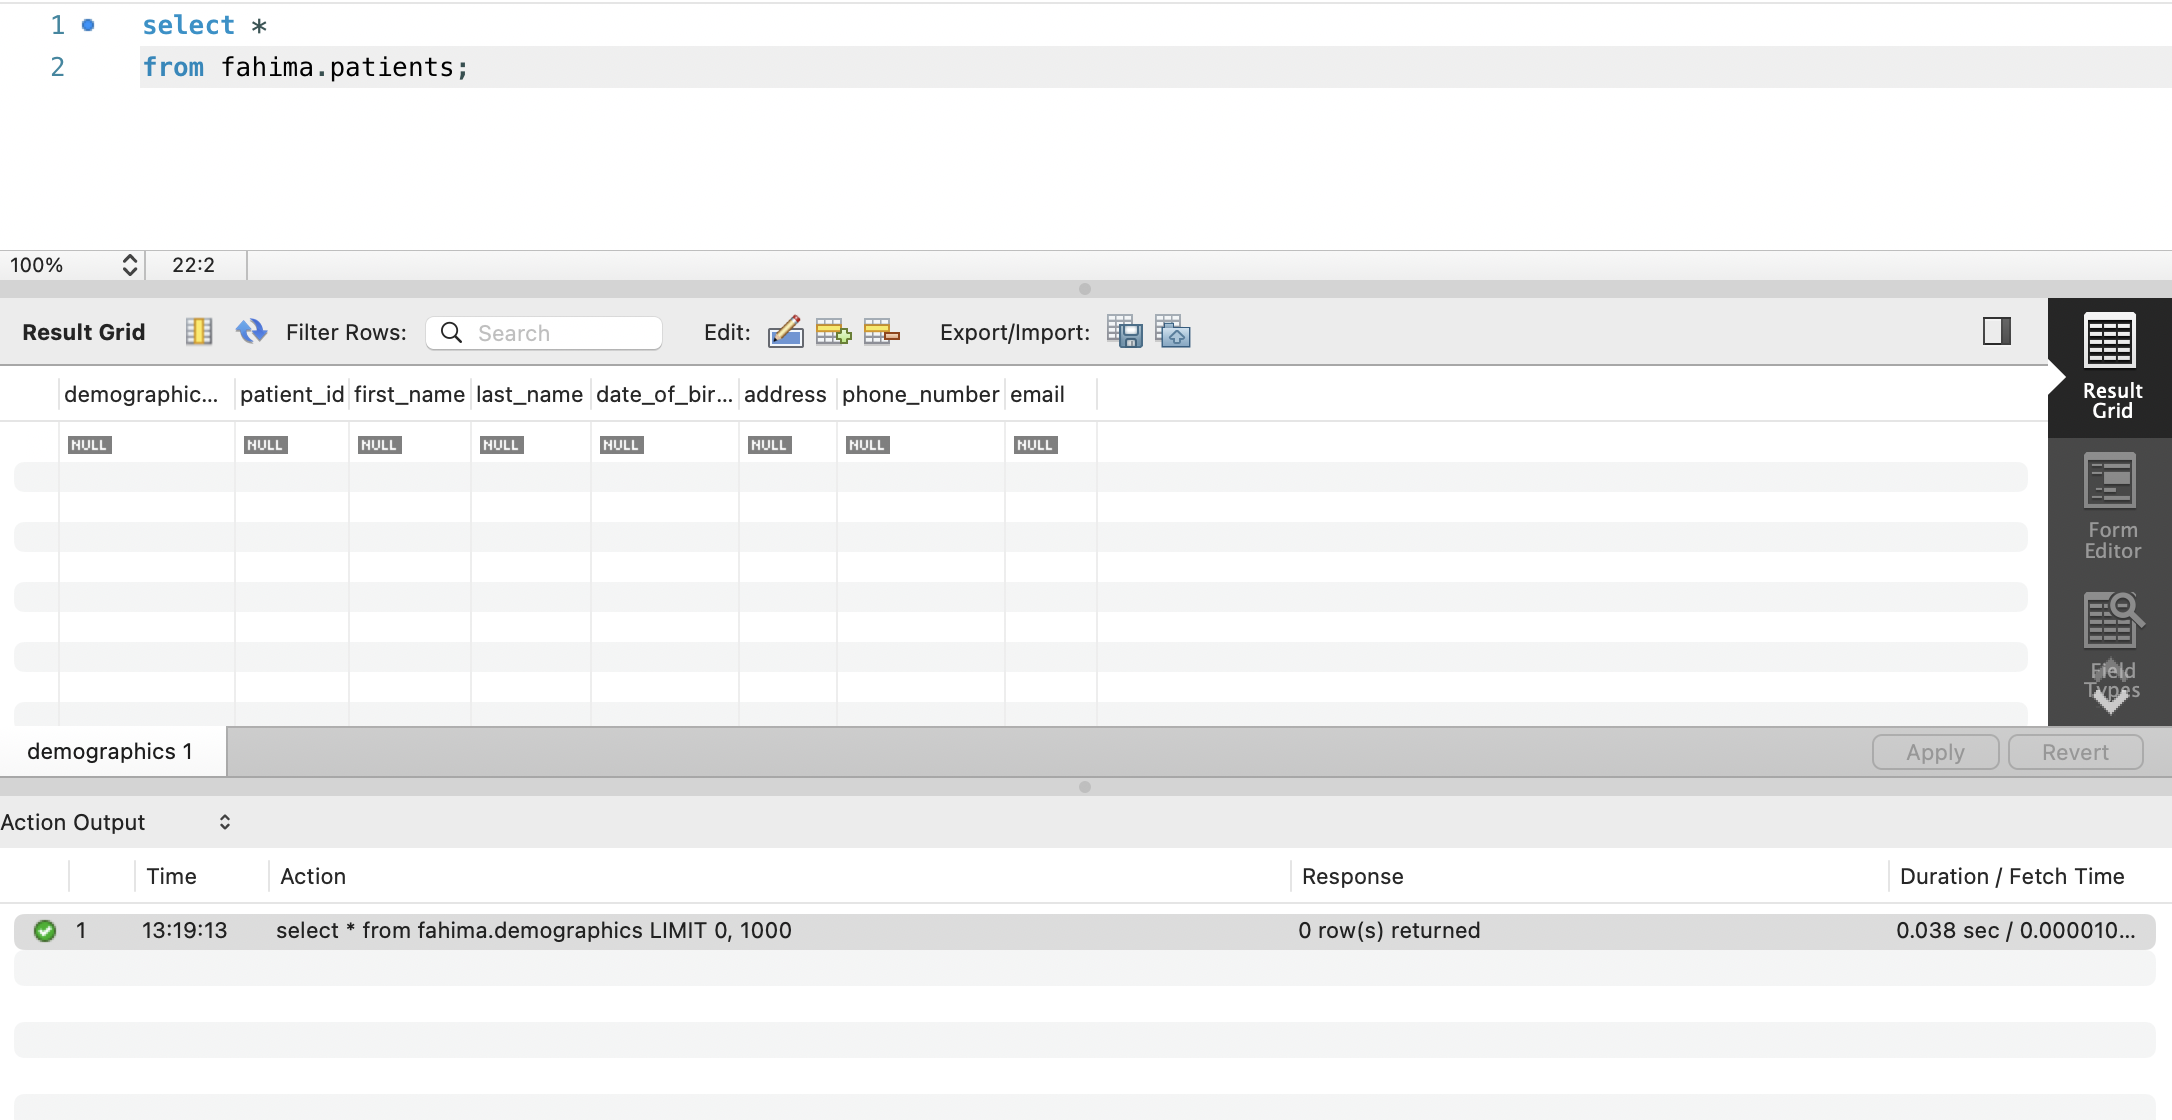 1 select *
2 from fahima.patients;
100% 22:2
Result Grid Filter Rows: Search Edit: Export/Import:
Result Grid
Form Editor
Field Types
demographic... patient_id first_name last_name date_of_bir... address phone_number email
NULL NULL NULL NULL NULL NULL NULL NULL
demographics 1 Apply Revert
Action Output
Time Action Response Duration / Fetch Time
1 13:19:13 select * from fahima.demographics LIMIT 0, 1000 0 row(s) returned 0.038 sec / 0.000010...